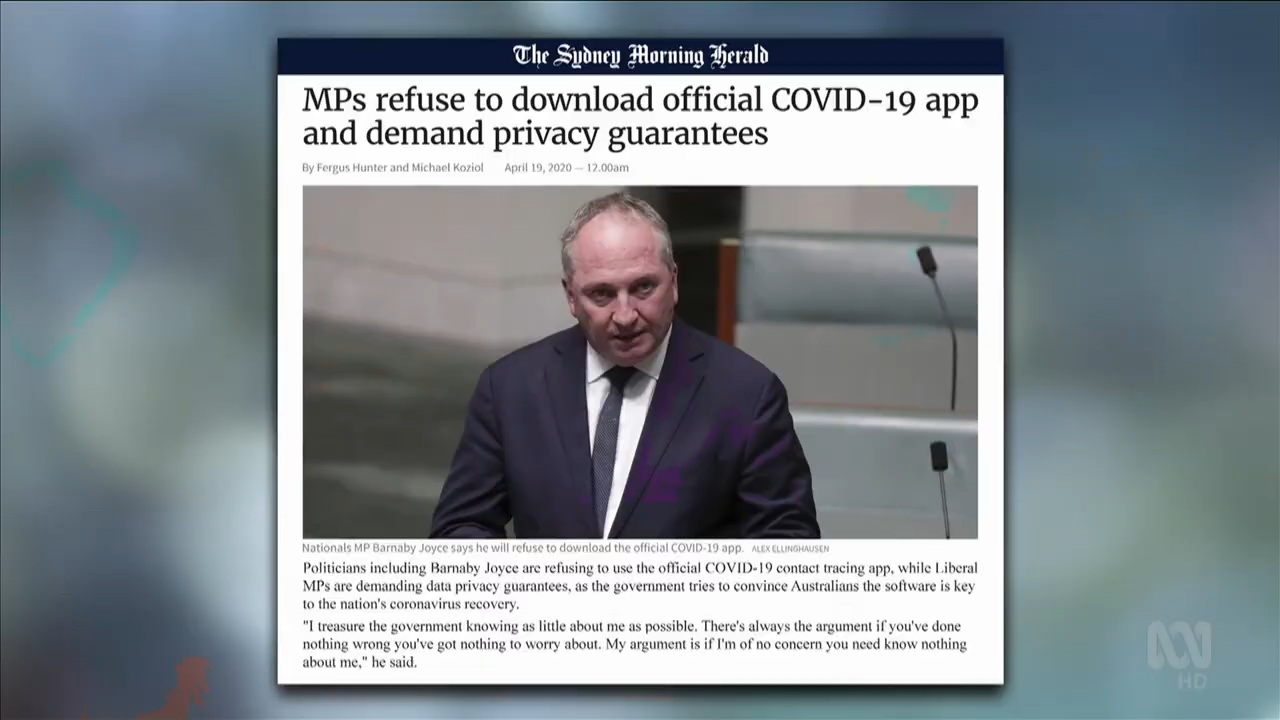 The Sydney Morning Herald
MPs refuse to download official COVID-19 app
and demand privacy guarantees
By Fergus Hunter and Michael Koziol April 19, 2020 — 12.00am
Nationals MP Barnaby Joyce says he will refuse to download the official COVID-19 app. ALEX ELLINGHAUSEN
Politicians including Barnaby Joyce are refusing to use the official COVID-19 contact tracing app, while Liberal
MPs are demanding data privacy guarantees, as the government tries to convince Australians the software is key
to the nation's coronavirus recovery.
"I treasure the government knowing as little about me as possible. There's always the argument if you've done
nothing wrong you've got nothing to worry about. My argument is if I'm of no concern you need know nothing
about me," he said.
HD